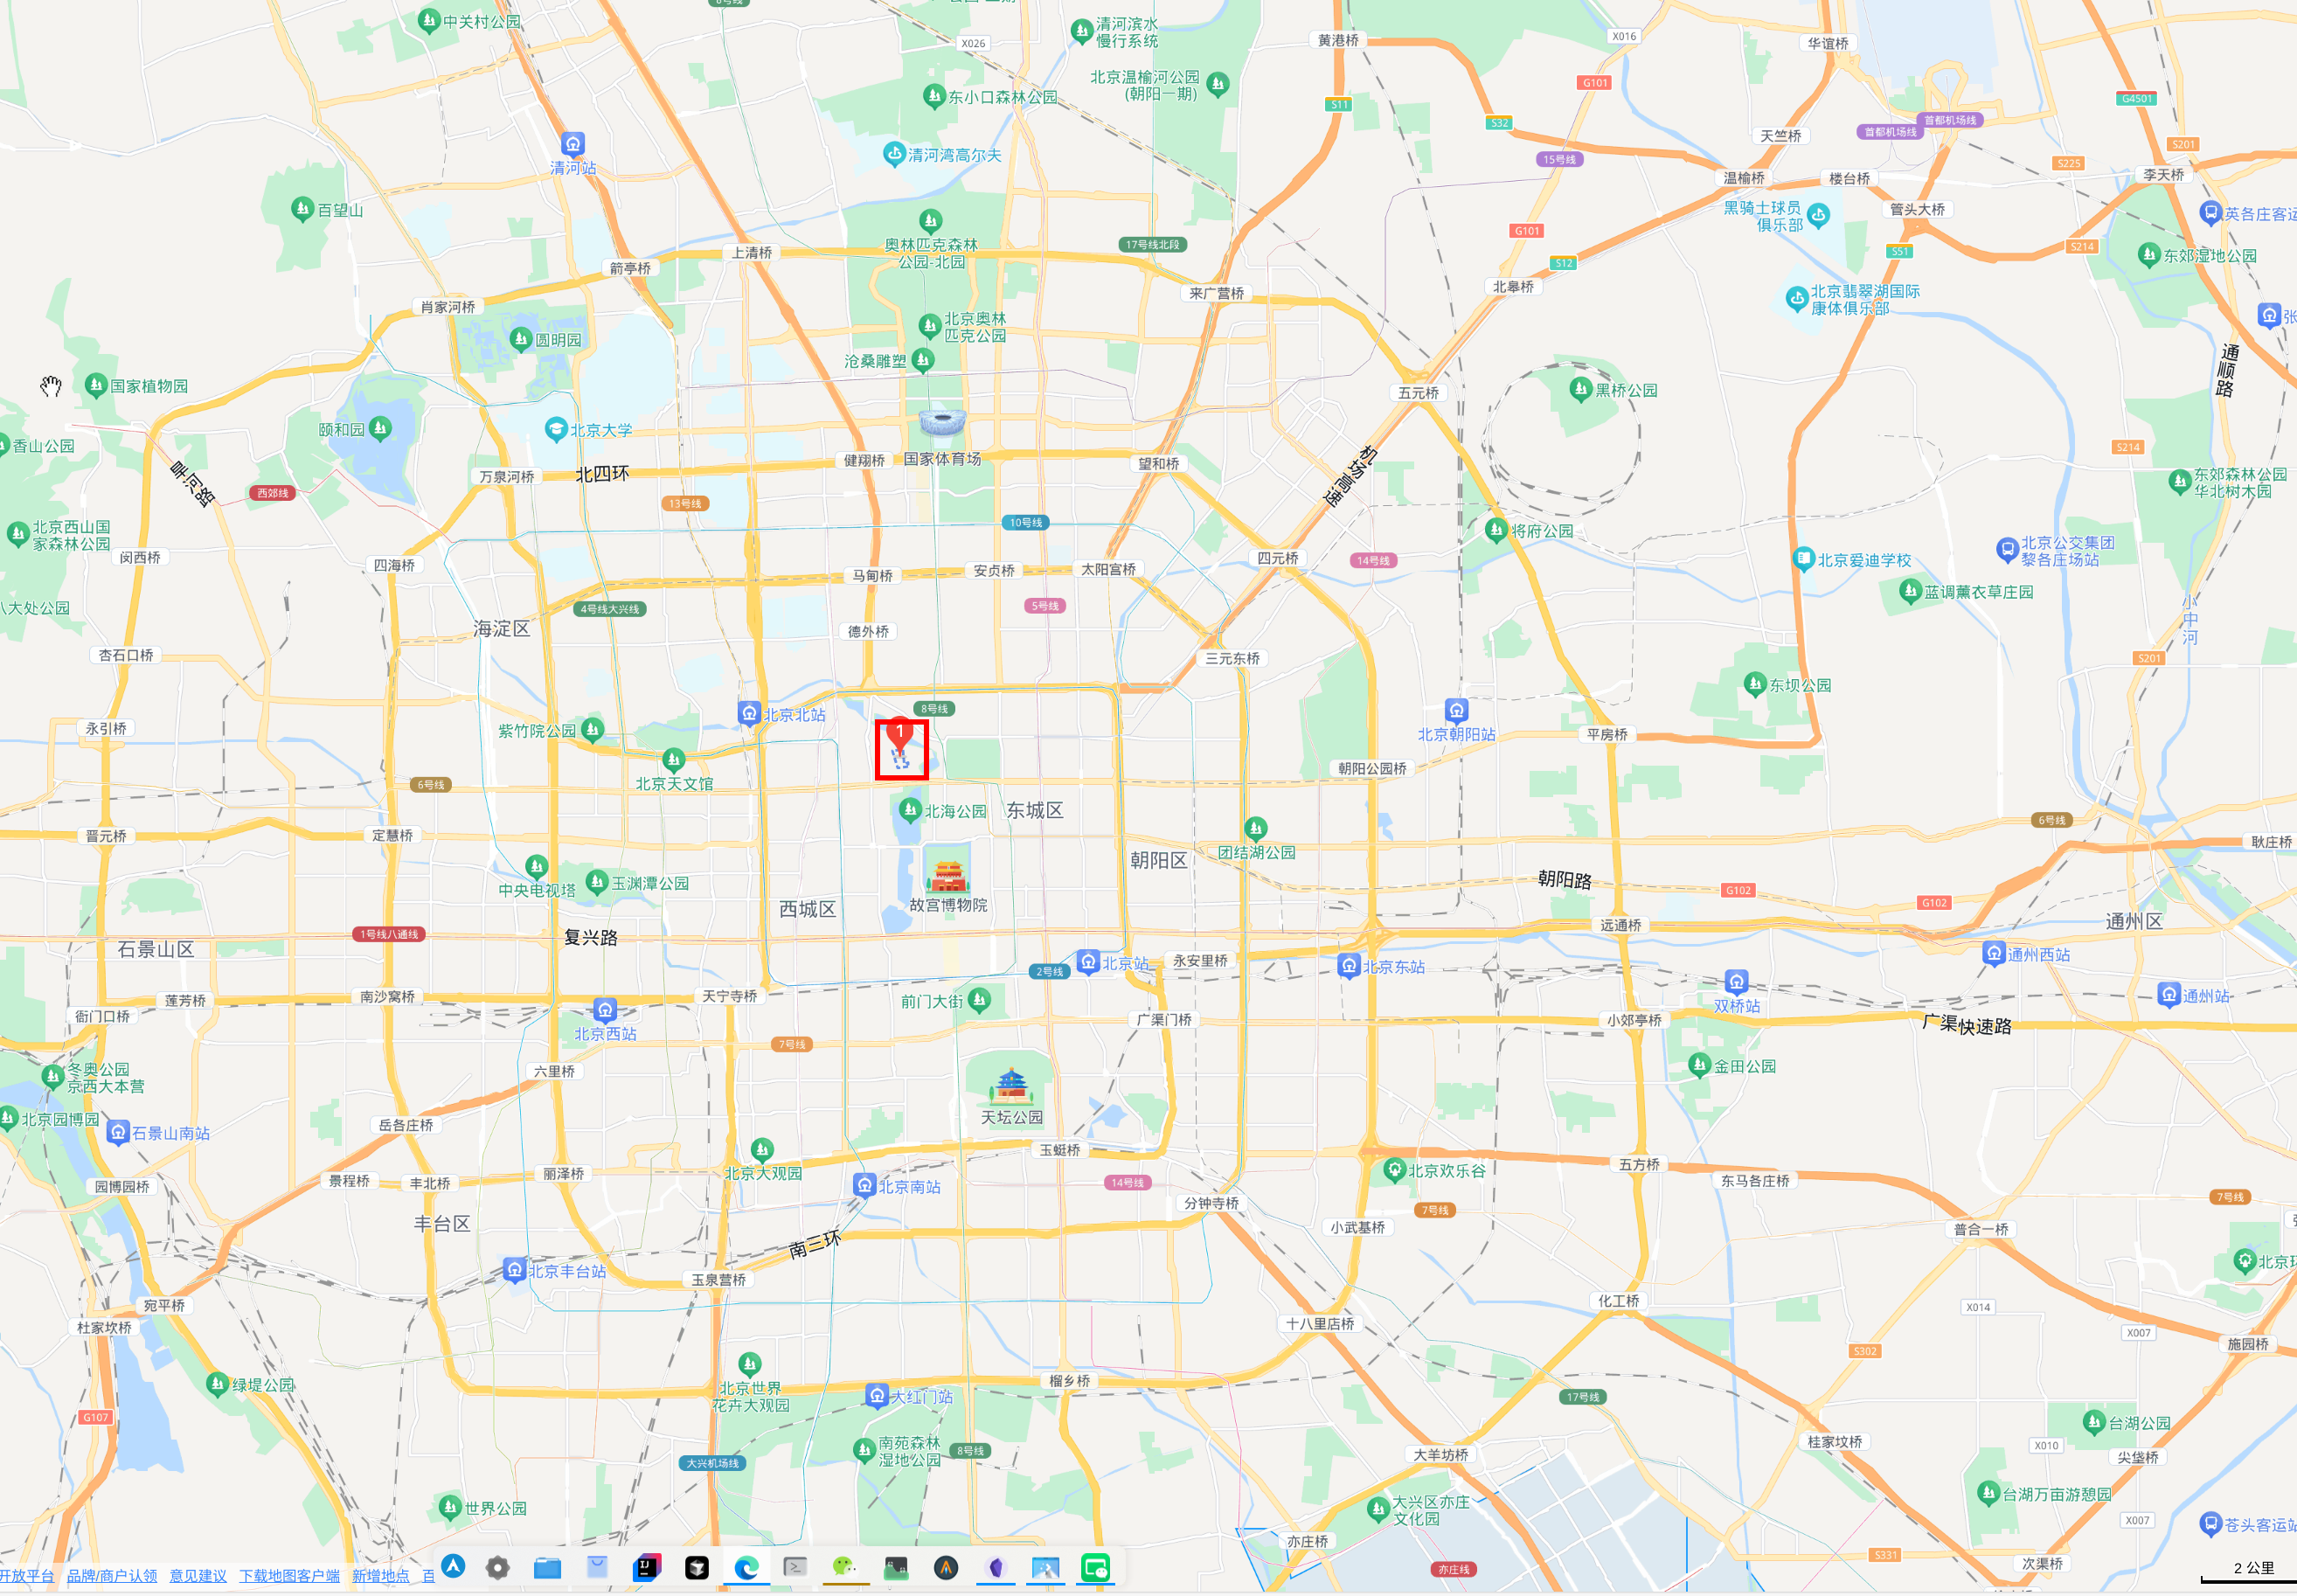 中关村公园
8号线
X026
清河滨水
慢行系统
黄港桥
X016
华谊桥
北京温榆河公园
(朝阳一期)
G101
东小口森林公园
S11
G4501
S32
首都机场线
首都机场线
天竺桥
清河站
清河湾高尔夫
15号线
S225
S201
李天桥
温榆桥
楼台桥
百望山
黑骑士球员
俱乐部
管头大桥
英各庄客运
G101
奥林匹克森林
公园-北园
17号线北段
上清桥
箭亭桥
S12
S51
S214
东郊湿地公园
肖家河桥
来广营桥
北皋桥
北京翡翠湖国际
康体俱乐部
张
北京奥林
匹克公园
圆明园
沧桑雕塑
通顺路
国家植物园
五元桥
黑桥公园
颐和园
北京大学
香山公园
国家体育场
健翔桥
望和桥
S214
万泉河桥
北四环
机场高速
旱河路
西郊线
13号线
东郊森林公园
华北树木园
10号线
北京西山国
家森林公园
将府公园
闵西桥
四海桥
四元桥
14号线
北京爱迪学校
北京公交集团
黎各庄场站
马甸桥
安贞桥
太阳宫桥
八大处公园
4号线大兴线
5号线
蓝调薰衣草庄园
小中河
海淀区
德外桥
杏石口桥
三元东桥
S201
东坝公园
8号线
北京北站
永引桥
紫竹院公园
1
北京朝阳站
平房桥
朝阳公园桥
6号线
北京天文馆
北海公园
东城区
6号线
晋元桥
定慧桥
耿庄桥
团结湖公园
朝阳区
中央电视塔
玉渊潭公园
朝阳路
G102
故宫博物院
G102
西城区
远通桥
通州区
1号线八通线
复兴路
石景山区
通州西站
2号线
北京站
永安里桥
北京东站
莲芳桥
南沙窝桥
天宁寺桥
前门大街
双桥站
通州站
衙门口桥
北京西站
广渠门桥
小郊亭桥
广渠快速路
7号线
冬奥公园
京西大本营
六里桥
金田公园
北京园博园
石景山南站
岳各庄桥
天坛公园
玉蜓桥
北京大观园
五方桥
北京欢乐谷
景程桥
丰北桥
丽泽桥
园博园桥
北京南站
14号线
东马各庄桥
7号线
分钟寺桥
7号线
丰台区
小武基桥
普合一桥
南三环
北京丰台站
玉泉营桥
北京环
宛平桥
化工桥
X014
杜家坎桥
十八里店桥
X007
施园桥
S302
绿堤公园
北京世界
花卉大观园
榴乡桥
大红门站
17号线
G107
台湖公园
南苑森林
湿地公园
8号线
大兴机场线
大羊坊桥
桂家坟桥
X010
尖垡桥
世界公园
大兴区亦庄
文化园
台湖万亩游憩园
X007
苍头客运站
亦庄桥
S331
亦庄线
次渠桥
2 公里
开放平台 品牌/商户认领 意见建议 下载地图客户端 新增地点 百